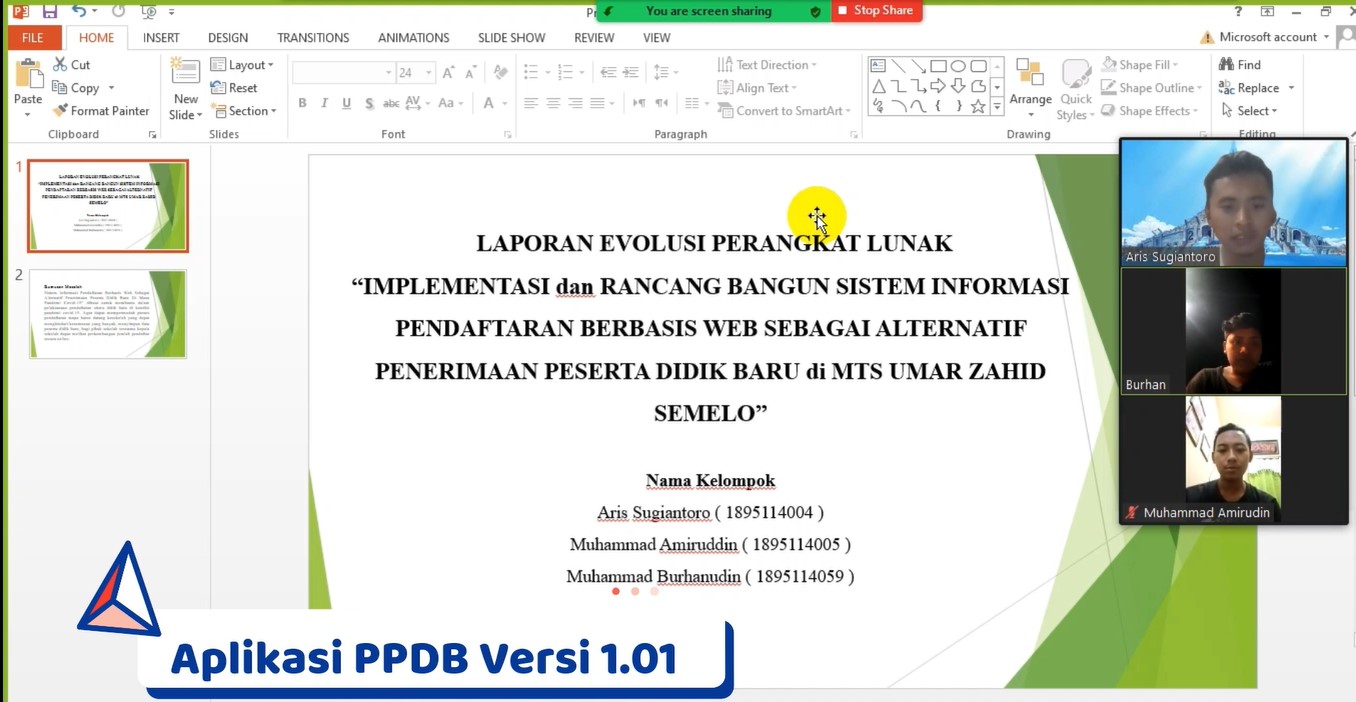 Pr
You are screen sharing
Stop Share
FILE
HOME
INSERT
DESIGN
TRANSITIONS
ANIMATIONS
SLIDE SHOW
REVIEW
VIEW
Microsoft account
Paste
Cut
Copy
Format Painter
Clipboard
New
Slide
Layout
Reset
Section
Slides
24
B I U S abc AV Aa A
Font
Paragraph
Text Direction
Align Text
Convert to SmartArt
Arrange
Quick
Styles
Shape Fill
Shape Outline
Shape Effects
Drawing
Find
Replace
Select
Editing
1
2
LAPORAN EVOLUSI PERANGKAT LUNAK
“IMPLEMENTASI dan RANCANG BANGUN SISTEM INFORMASI
PENDAFTARAN BERBASIS WEB SEBAGAI ALTERNATIF
PENERIMAAN PESERTA DIDIK BARU di MTS UMAR ZAHID
SEMELO”
Nama Kelompok
Aris Sugiantoro ( 1895114004 )
Muhammad Amiruddin ( 1895114005 )
Muhammad Burhanudin ( 1895114059 )
Aris Sugiantoro
Burhan
Muhammad Amirudin
Aplikasi PPDB Versi 1.01